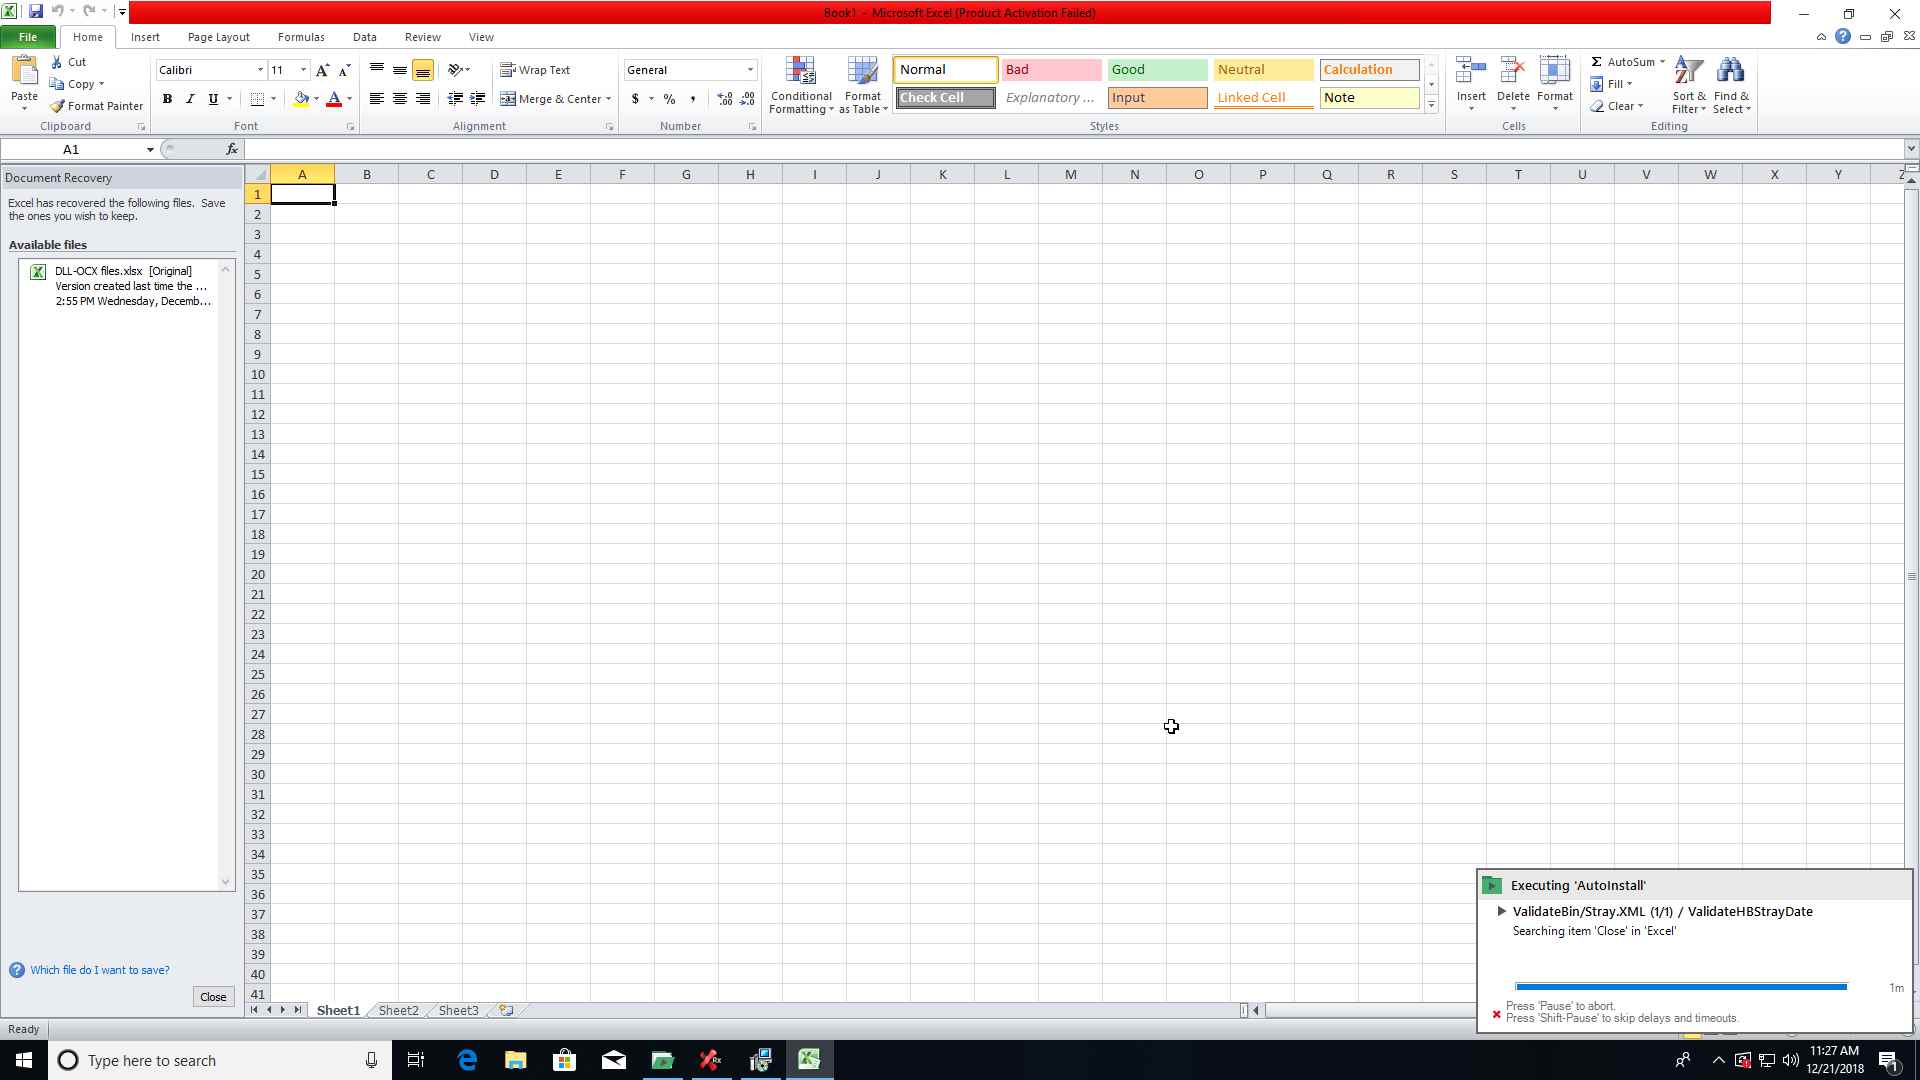 Book1 - Microsoft Excel (Product Activation Failed)
File Home Insert Page Layout Formulas Data Review View
Paste
Cut
Copy
Format Painter
Clipboard
Calibri 11
B I U
Font
Wrap Text
Merge & Center
Alignment
General
$ % ,
Number
Conditional Formatting
Format as Table
Normal Bad Good Neutral Calculation
Check Cell Explanatory ... Input Linked Cell Note
Styles
Insert Delete Format
Cells
AutoSum
Fill
Clear
Sort & Filter
Find & Select
Editing
A1 fx
Document Recovery
Excel has recovered the following files. Save
the ones you wish to keep.
Available files
DLL-OCX files.xlsx [Original]
Version created last time the ...
2:55 PM Wednesday, Decemb...
Which file do I want to save?
Close
A B C D E F G H I J K L M N O P Q R S T U V W X Y Z
1
2
3
4
5
6
7
8
9
10
11
12
13
14
15
16
17
18
19
20
21
22
23
24
25
26
27
28
29
30
31
32
33
34
35
36
37
38
39
40
41
Sheet1 Sheet2 Sheet3
Ready
Executing 'AutoInstall'
ValidateBin/Stray.XML (1/1) / ValidateHBStrayDate
Searching item 'Close' in 'Excel'
1m
Press 'Pause' to abort.
Press 'Shift-Pause' to skip delays and timeouts.
Type here to search
11:27 AM
12/21/2018
1